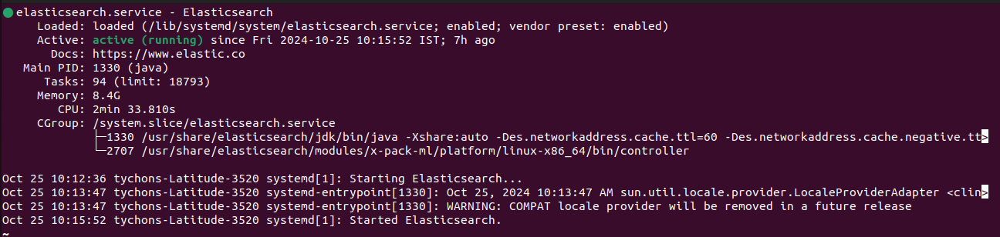 ● elasticsearch.service - Elasticsearch
Loaded: loaded (/lib/systemd/system/elasticsearch.service; enabled; vendor preset: enabled)
Active: active (running) since Fri 2024-10-25 10:15:52 IST; 7h ago
Docs: https://www.elastic.co
Main PID: 1330 (java)
Tasks: 94 (limit: 18793)
Memory: 8.4G
CPU: 2min 33.810s
CGroup: /system.slice/elasticsearch.service
├─1330 /usr/share/elasticsearch/jdk/bin/java -Xshare:auto -Des.networkaddress.cache.ttl=60 -Des.networkaddress.cache.negative.tt>
└─2707 /usr/share/elasticsearch/modules/x-pack-ml/platform/linux-x86_64/bin/controller
Oct 25 10:12:36 tychons-Latitude-3520 systemd[1]: Starting Elasticsearch...
Oct 25 10:13:47 tychons-Latitude-3520 systemd-entrypoint[1330]: Oct 25, 2024 10:13:47 AM sun.util.locale.provider.LocaleProviderAdapter <clin>
Oct 25 10:13:47 tychons-Latitude-3520 systemd-entrypoint[1330]: WARNING: COMPAT locale provider will be removed in a future release
Oct 25 10:15:52 tychons-Latitude-3520 systemd[1]: Started Elasticsearch.
~